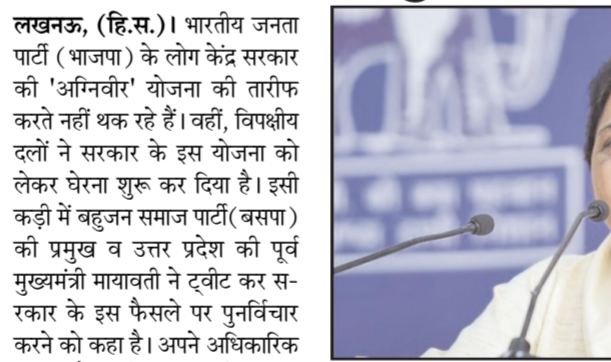 लखनऊ, (हि.स.)। भारतीय जनता
पार्टी (भाजपा) के लोग केंद्र सरकार
की 'अग्निवीर' योजना की तारीफ
करते नहीं थक रहे हैं। वहीं, विपक्षीय
दलों ने सरकार के इस योजना को
लेकर घेरना शुरू कर दिया है। इसी
कड़ी में बहुजन समाज पार्टी(बसपा)
की प्रमुख व उत्तर प्रदेश की पूर्व
मुख्यमंत्री मायावती ने ट्वीट कर स-
रकार के इस फैसले पर पुनर्विचार
करने को कहा है। अपने अधिकारिक